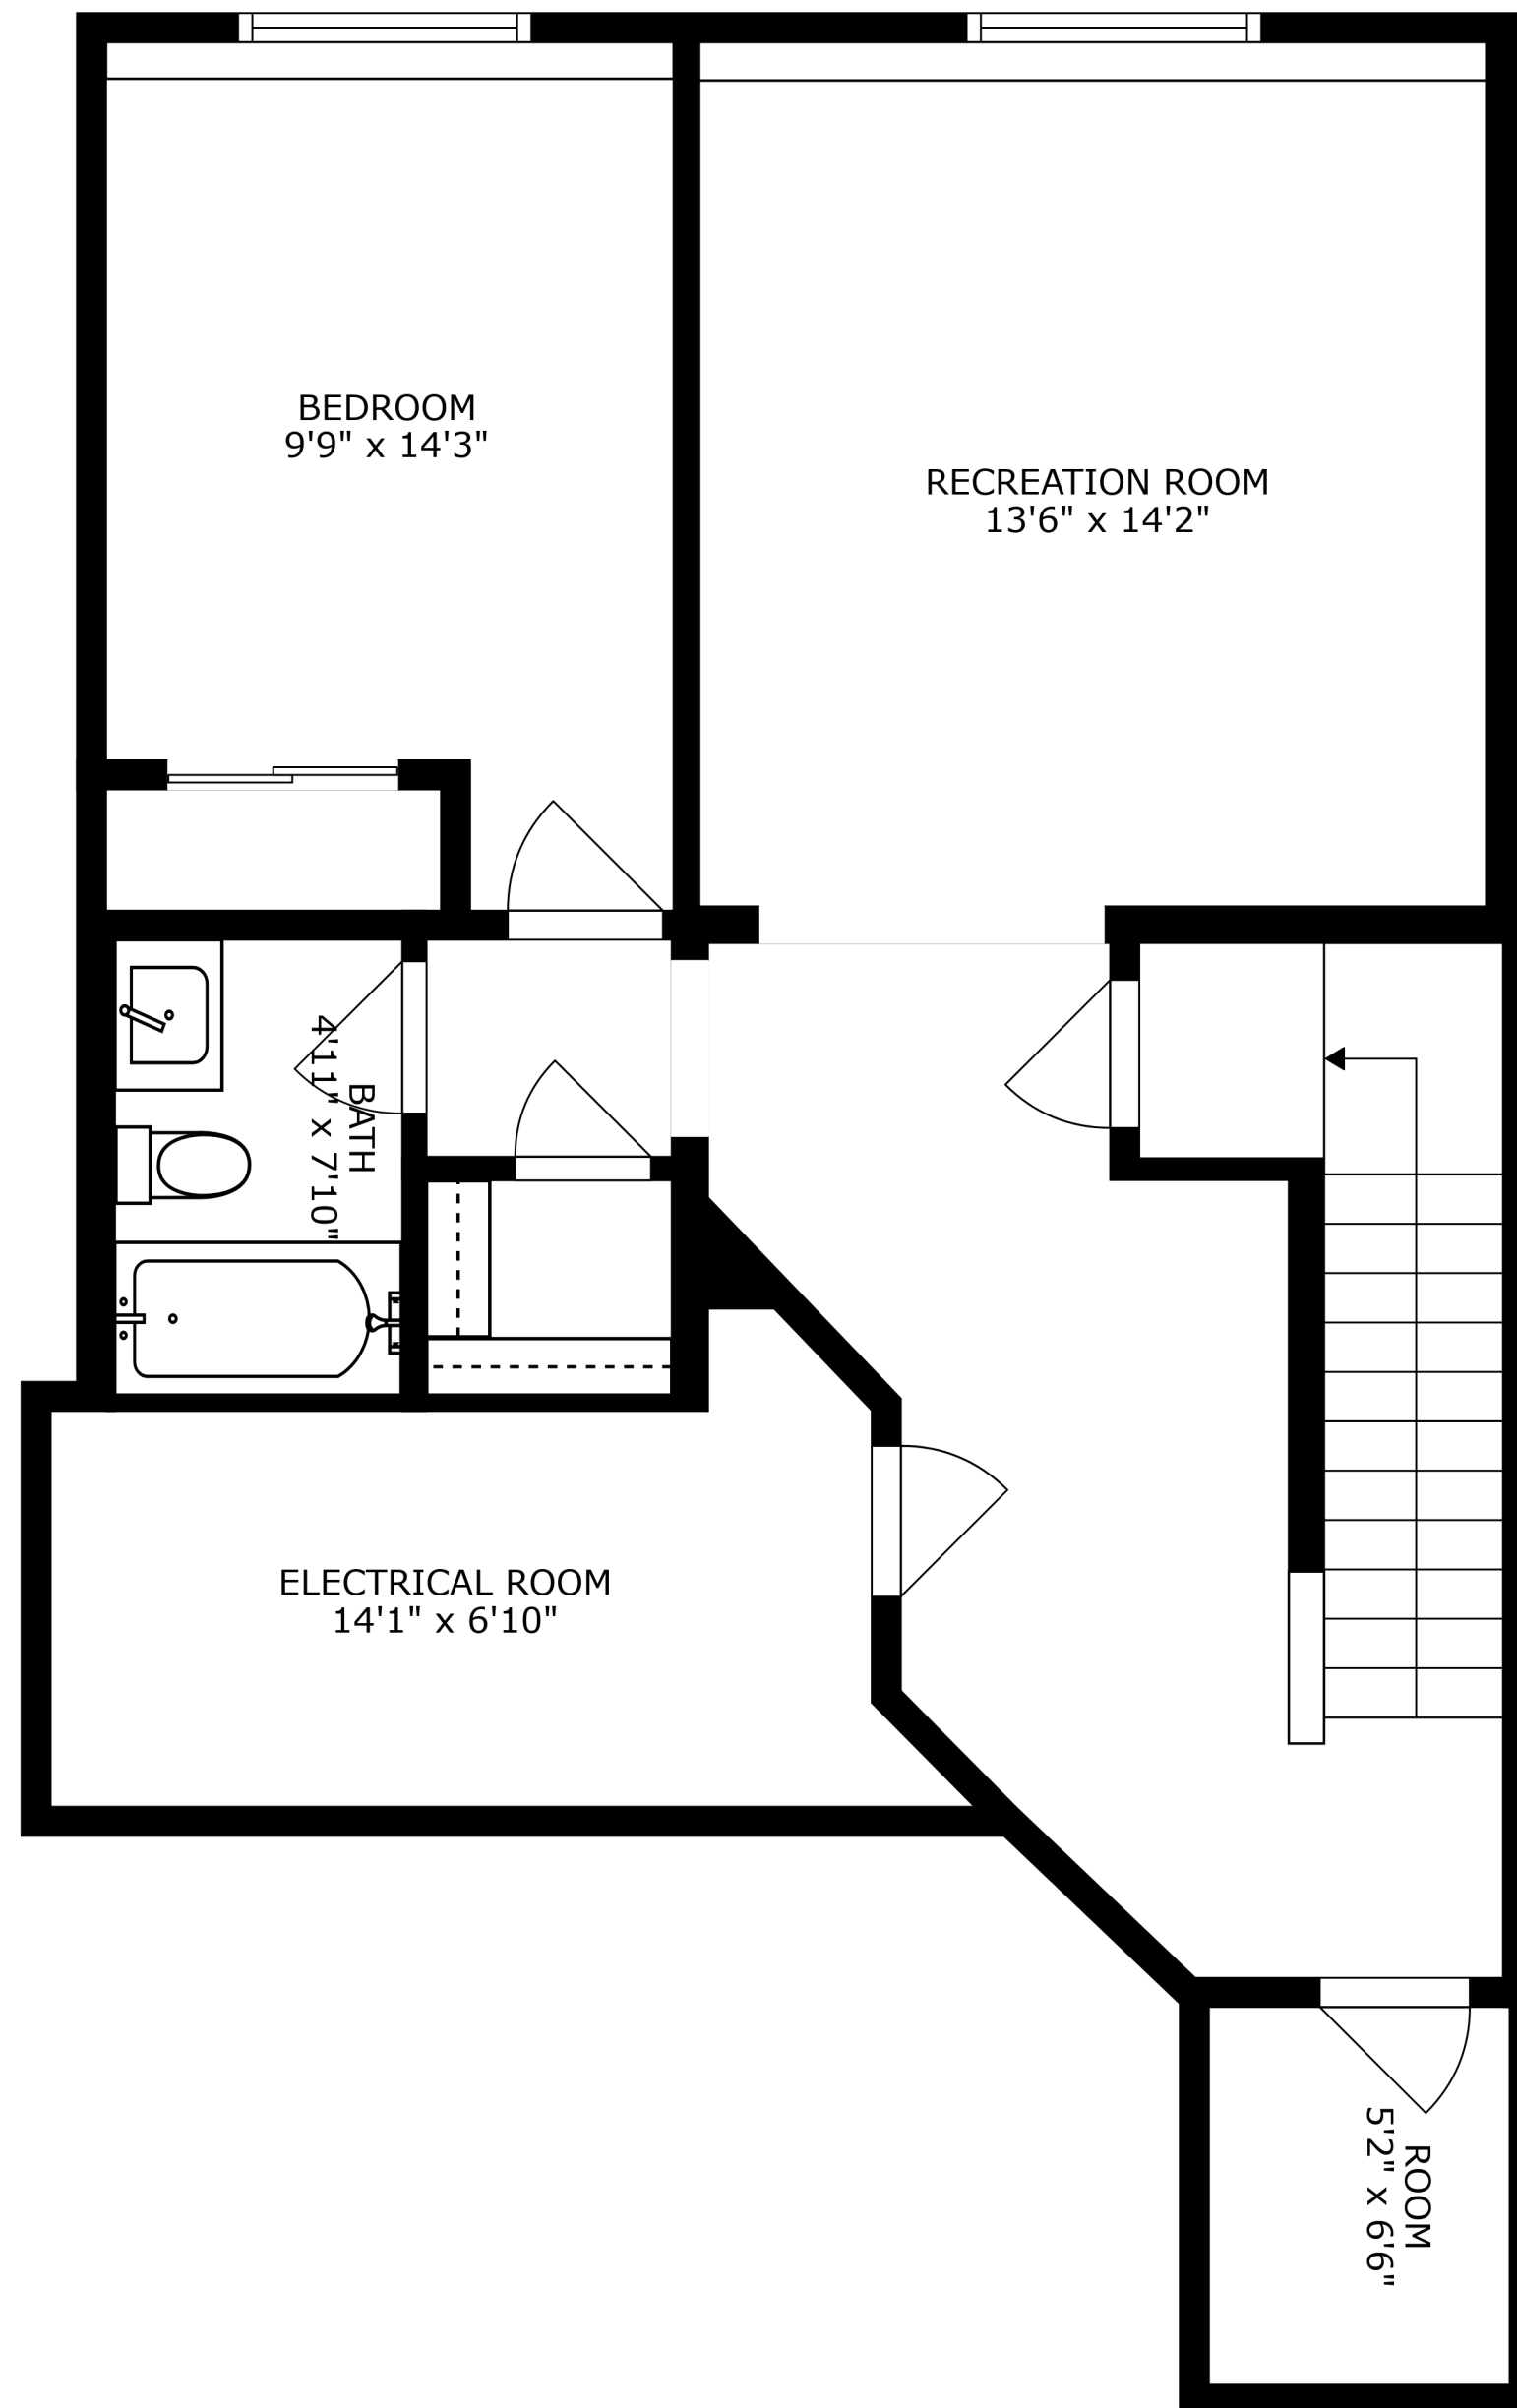 BEDROOM
9'9" x 14'3"
RECREATION ROOM
13'6" x 14'2"
BATH
4'11" x 7'10"
ELECTRICAL ROOM
14'1" x 6'10"
ROOM
5'2" x 6'6"